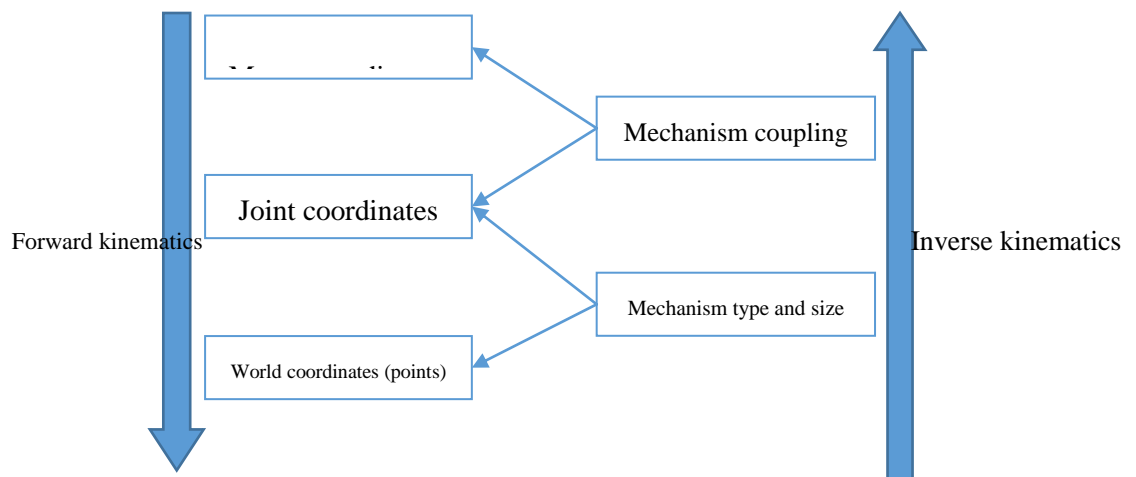 Mechanism coupling
Joint coordinates
Forward kinematics
Inverse kinematics
Mechanism type and size
World coordinates (points)